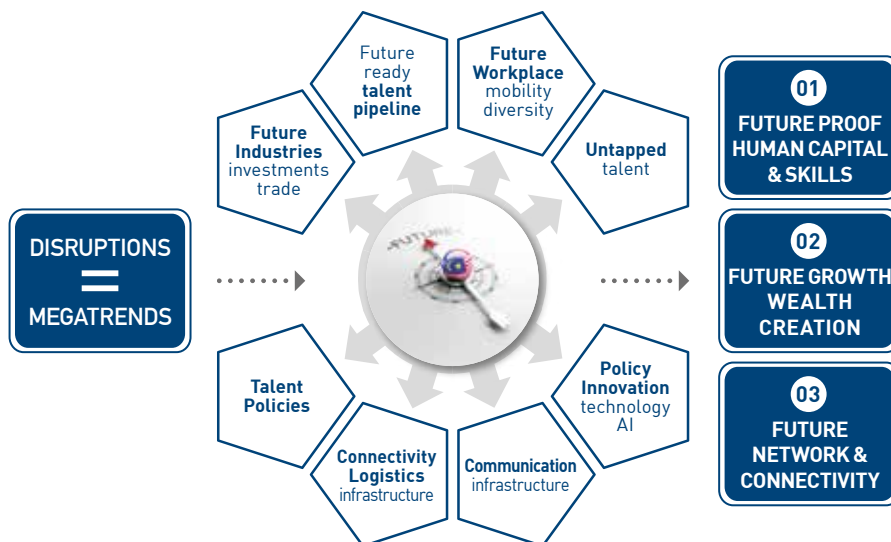 DISRUPTIONS
=
MEGATRENDS
Future
Industries
investments
trade
Future
ready
talent
pipeline
Future
Workplace
mobility
diversity
Untapped
talent
FUTURE
Talent
Policies
Connectivity
Logistics
infrastructure
Communication
infrastructure
Policy
Innovation
technology
AI
01
FUTURE PROOF
HUMAN CAPITAL
& SKILLS
02
FUTURE GROWTH
WEALTH
CREATION
03
FUTURE
NETWORK &
CONNECTIVITY